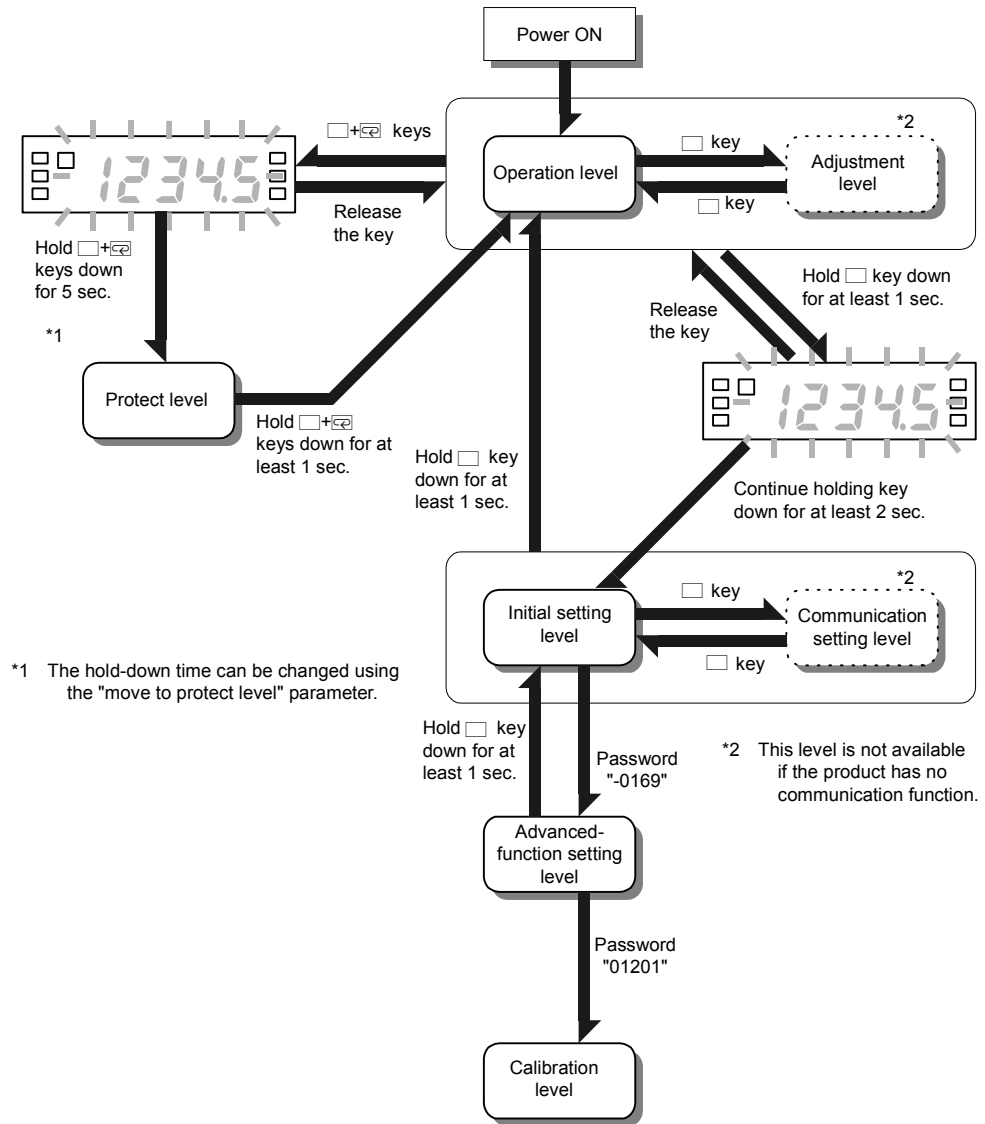 Power ON
*2
□+ keys
□ key
Operation level
Adjustment
level
□ key
12345
Release
the key
Hold □+
keys down
for 5 sec.
*1
Hold □ key down
for at least 1 sec.
Release
the key
Protect level
12345
Hold □+
keys down for at
least 1 sec.
Hold □ key
down for at
least 1 sec.
Continue holding key
down for at least 2 sec.
*2
□ key
Initial setting
level
Communication
setting level
□ key
*1 The hold-down time can be changed using
the "move to protect level" parameter.
Hold □ key
down for at
least 1 sec.
Password
"-0169"
*2 This level is not available
if the product has no
communication function.
Advanced-
function setting
level
Password
"01201"
Calibration
level